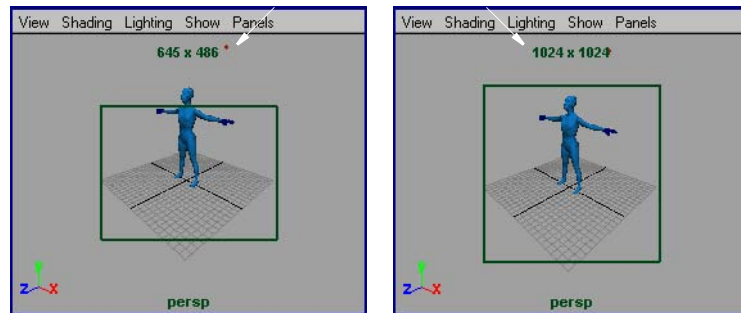 View Shading Lighting Show Panels
645 x 486
y
z x
persp
View Shading Lighting Show Panels
1024 x 1024
y
z x
persp